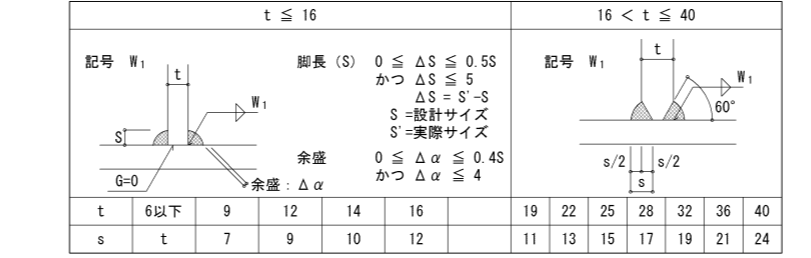 t ≦ 16
16 < t ≦ 40
記号 W1
t
W1
S
G=0
余盛：Δα
脚長(S) 0 ≦ ΔS ≦ 0.5S
かつ ΔS ≦ 5
ΔS = S'-S
S =設計サイズ
S'=実際サイズ
余盛 0 ≦ Δα ≦ 0.4S
かつ Δα ≦ 4
記号 W1
t
W1
60°
s/2 s/2
s
t 6以下 9 12 14 16 19 22 25 28 32 36 40
s t 7 9 10 12 11 13 15 17 19 21 24